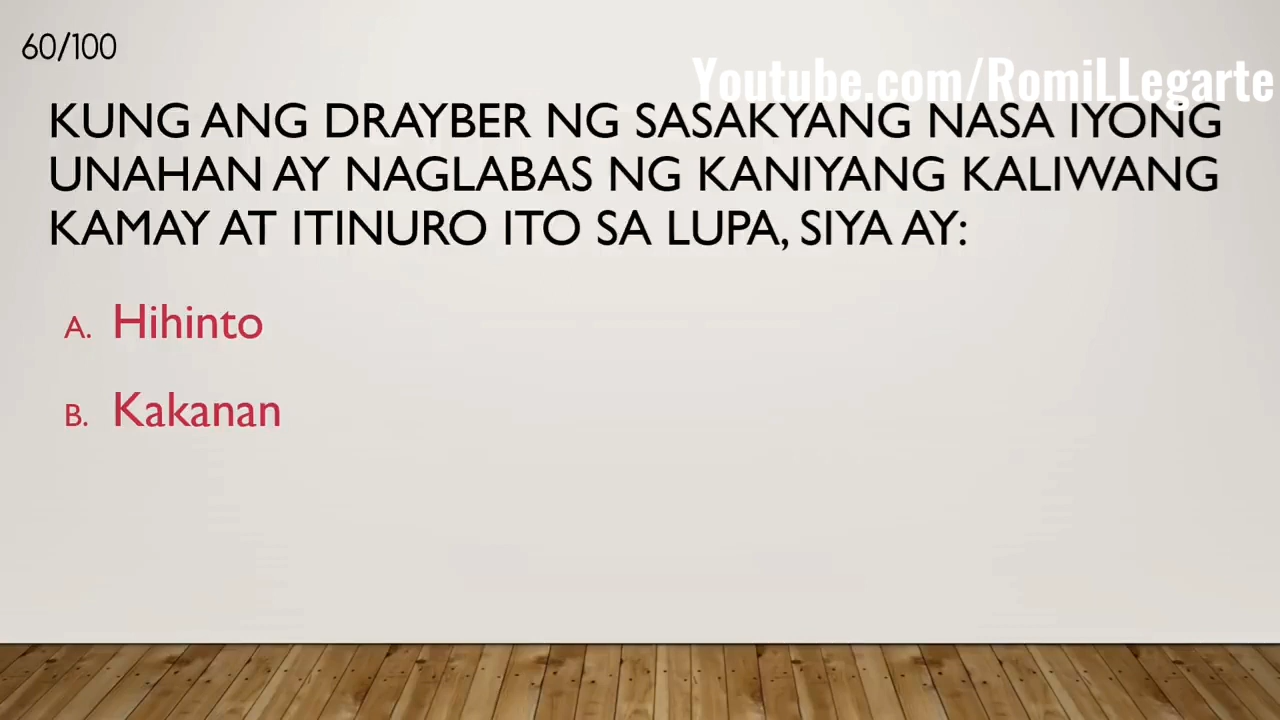 60/100
Youtube.com/RomiLLegarte
KUNG ANG DRAYBER NG SASAKYANG NASA IYONG
UNAHAN AY NAGLABAS NG KANIYANG KALIWANG
KAMAY AT ITINURO ITO SA LUPA, SIYA AY:
A. Hihinto
B. Kakanan